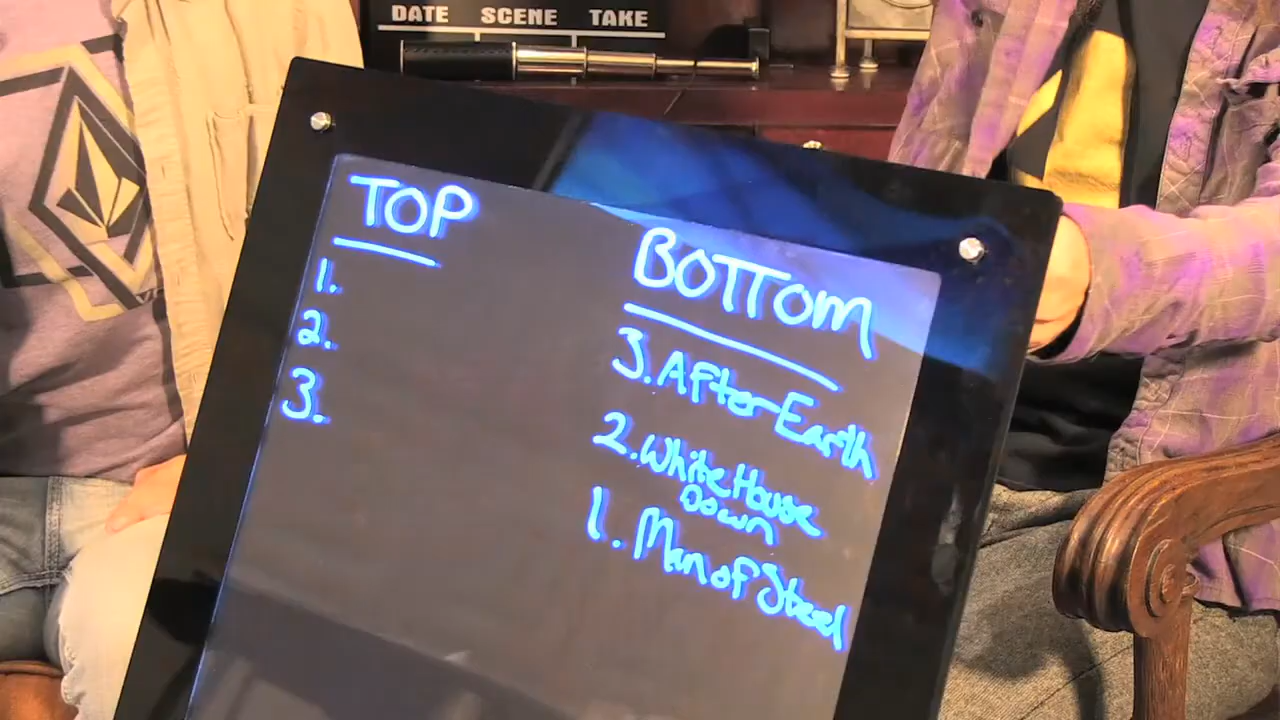 DATE SCENE TAKE
TOP
1.
2.
3.
BOTTOM
3. After Earth
2. White House
Down
1. Man of Steel